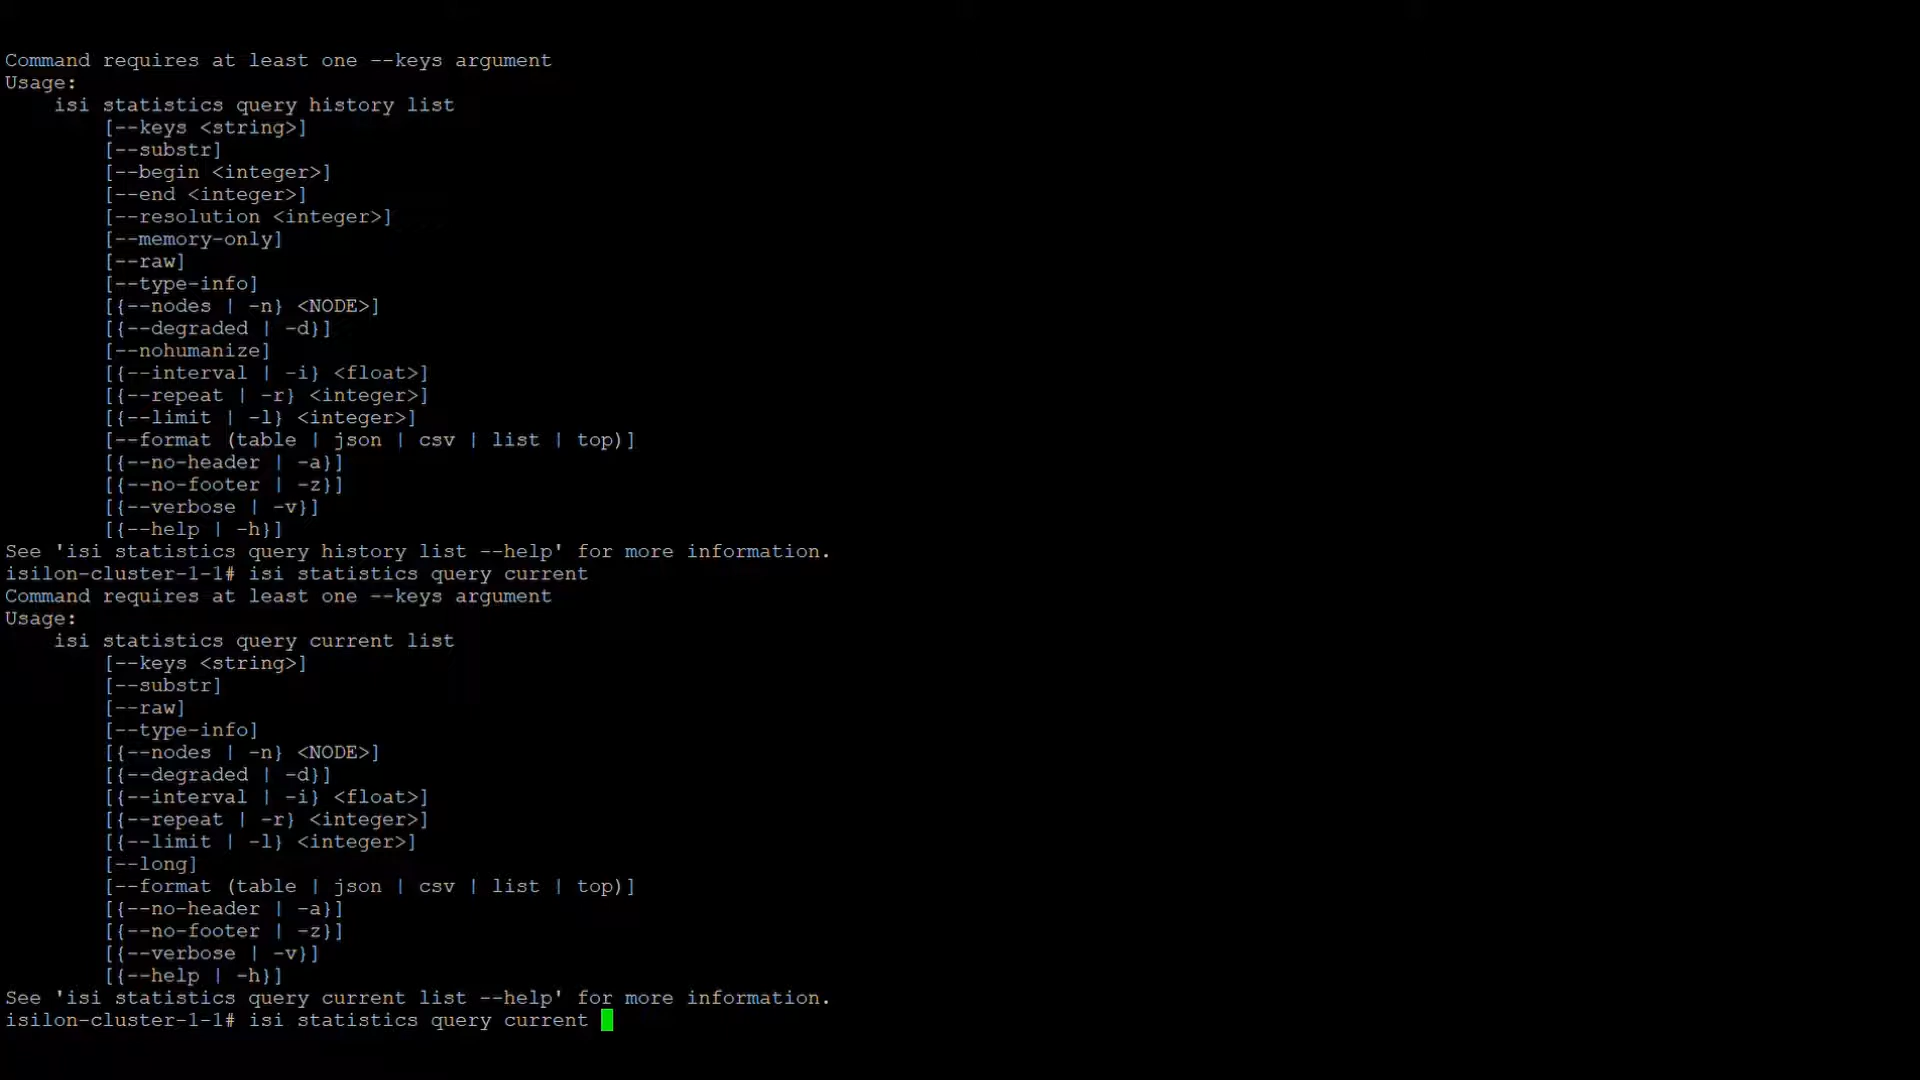 Command requires at least one --keys argument
Usage:
    isi statistics query history list
        [--keys <string>]
        [--substr]
        [--begin <integer>]
        [--end <integer>]
        [--resolution <integer>]
        [--memory-only]
        [--raw]
        [--type-info]
        [{--nodes | -n} <NODE>]
        [{--degraded | -d}]
        [--nohumanize]
        [{--interval | -i} <float>]
        [{--repeat | -r} <integer>]
        [{--limit | -l} <integer>]
        [--format (table | json | csv | list | top)]
        [{--no-header | -a}]
        [{--no-footer | -z}]
        [{--verbose | -v}]
        [{--help | -h}]
See 'isi statistics query history list --help' for more information.
isilon-cluster-1-1# isi statistics query current
Command requires at least one --keys argument
Usage:
    isi statistics query current list
        [--keys <string>]
        [--substr]
        [--raw]
        [--type-info]
        [{--nodes | -n} <NODE>]
        [{--degraded | -d}]
        [{--interval | -i} <float>]
        [{--repeat | -r} <integer>]
        [{--limit | -l} <integer>]
        [--long]
        [--format (table | json | csv | list | top)]
        [{--no-header | -a}]
        [{--no-footer | -z}]
        [{--verbose | -v}]
        [{--help | -h}]
See 'isi statistics query current list --help' for more information.
isilon-cluster-1-1# isi statistics query current